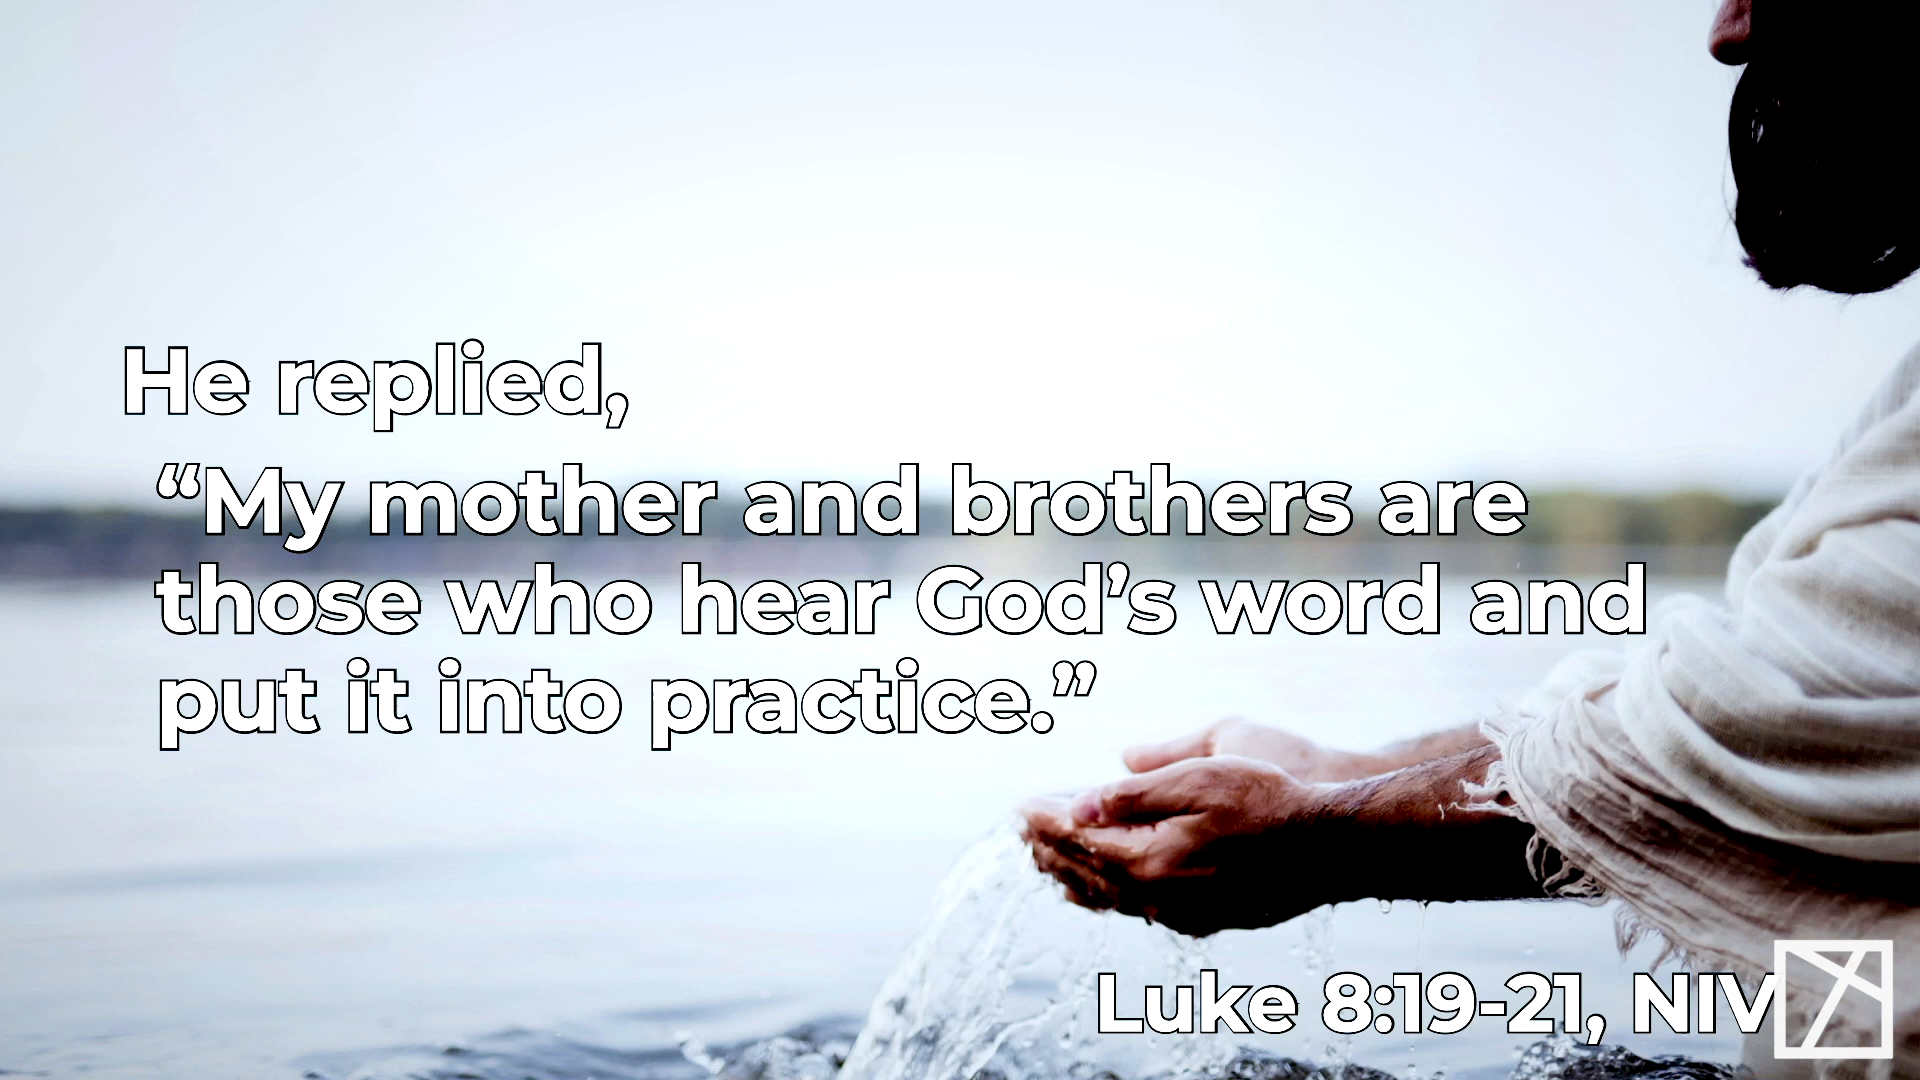 He replied,
“My mother and brothers are
those who hear God’s word and
put it into practice.”
Luke 8:19-21, NIV